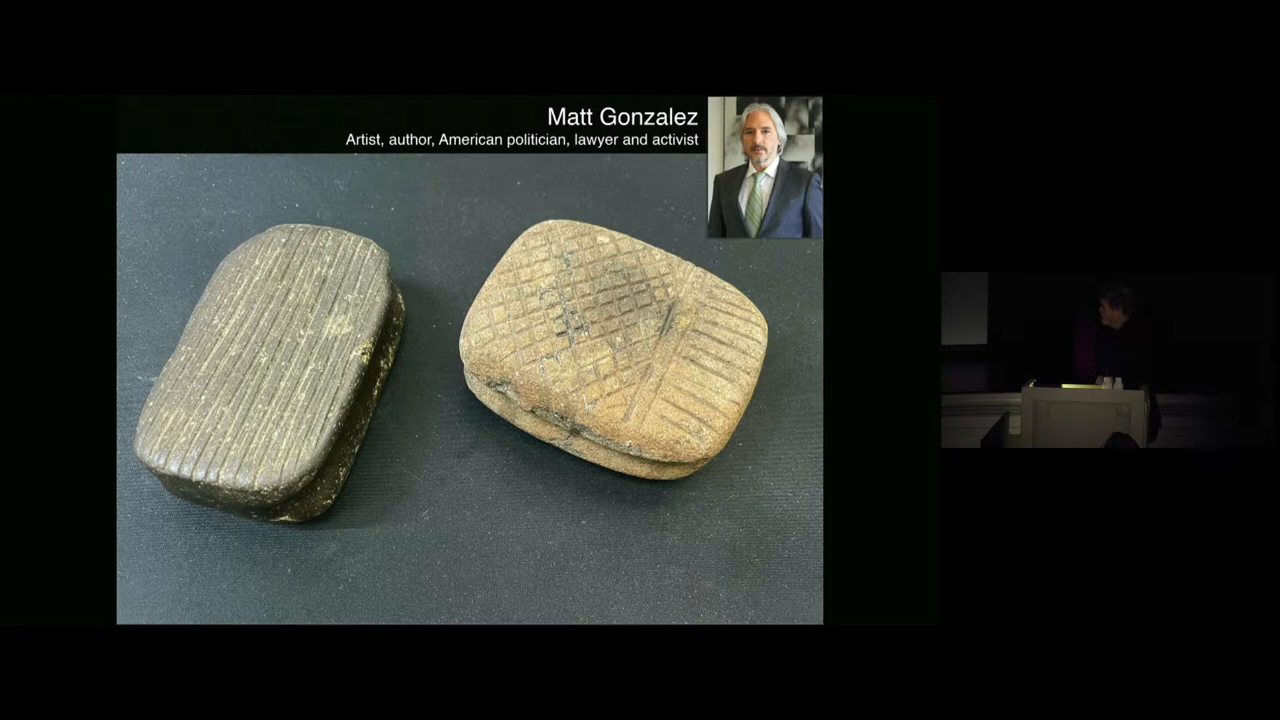 Matt Gonzalez
Artist, author, American politician, lawyer and activist